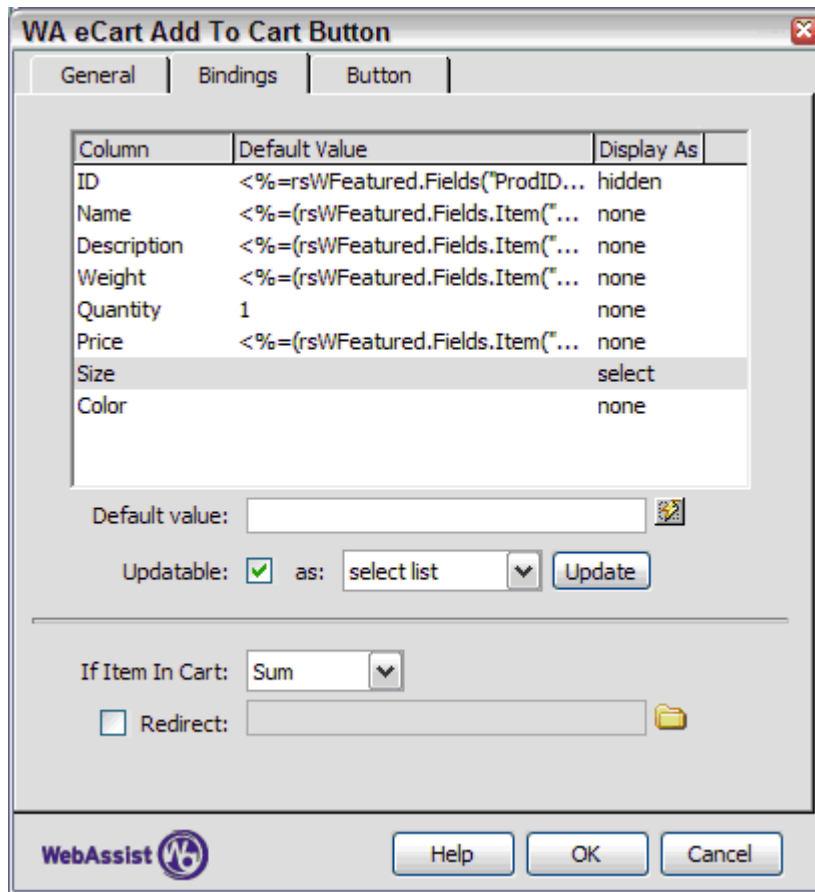 WA eCart Add To Cart Button
General Bindings Button
Column Default Value Display As
ID <%=rsWFeatured.Fields("ProdID... hidden
Name <%=(rsWFeatured.Fields.Item("... none
Description <%=(rsWFeatured.Fields.Item("... none
Weight <%=(rsWFeatured.Fields.Item("... none
Quantity 1 none
Price <%=(rsWFeatured.Fields.Item("... none
Size select
Color none
Default value:
Updatable: as: select list Update
If Item In Cart: Sum
Redirect:
WebAssist Help OK Cancel